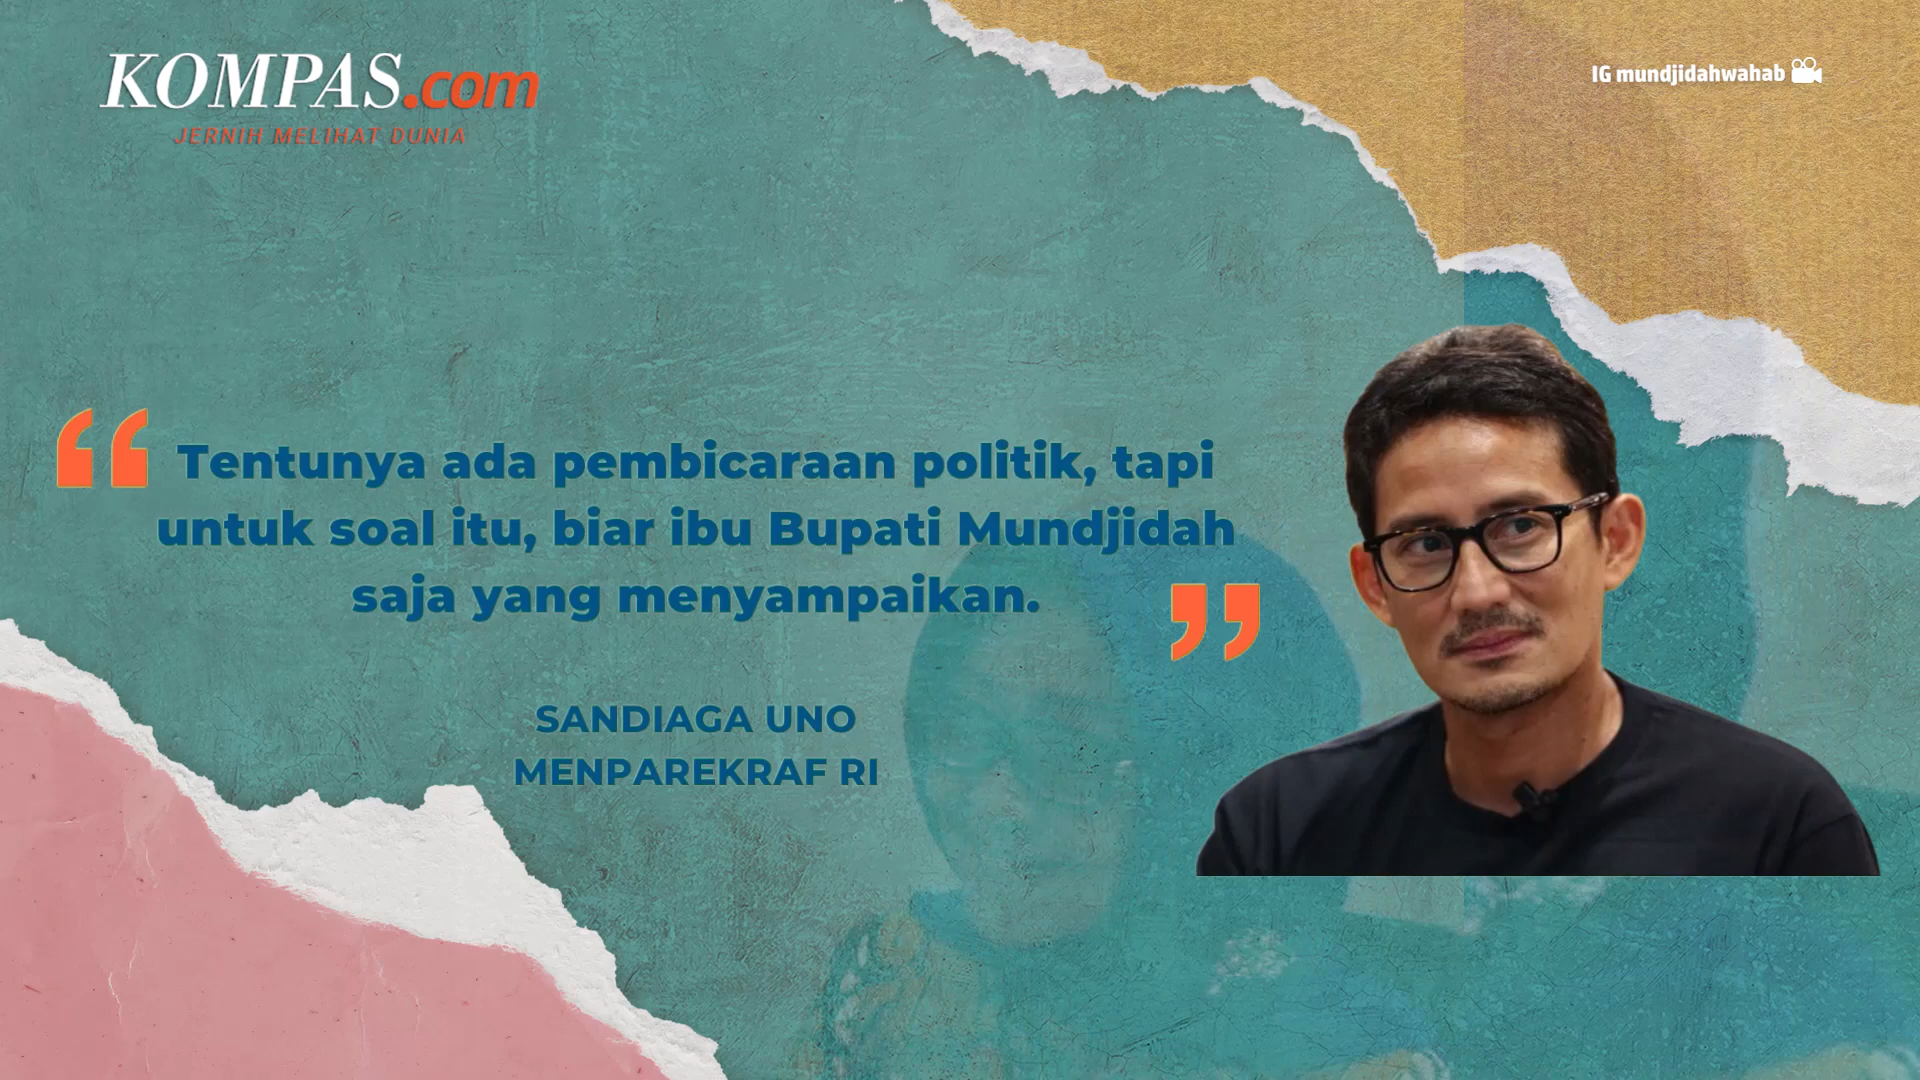 KOMPAS.com
JERNIH MELIHAT DUNIA
IG mundjidahwahab
“ Tentunya ada pembicaraan politik, tapi
untuk soal itu, biar ibu Bupati Mundjidah
saja yang menyampaikan. ”
SANDIAGA UNO
MENPAREKRAF RI